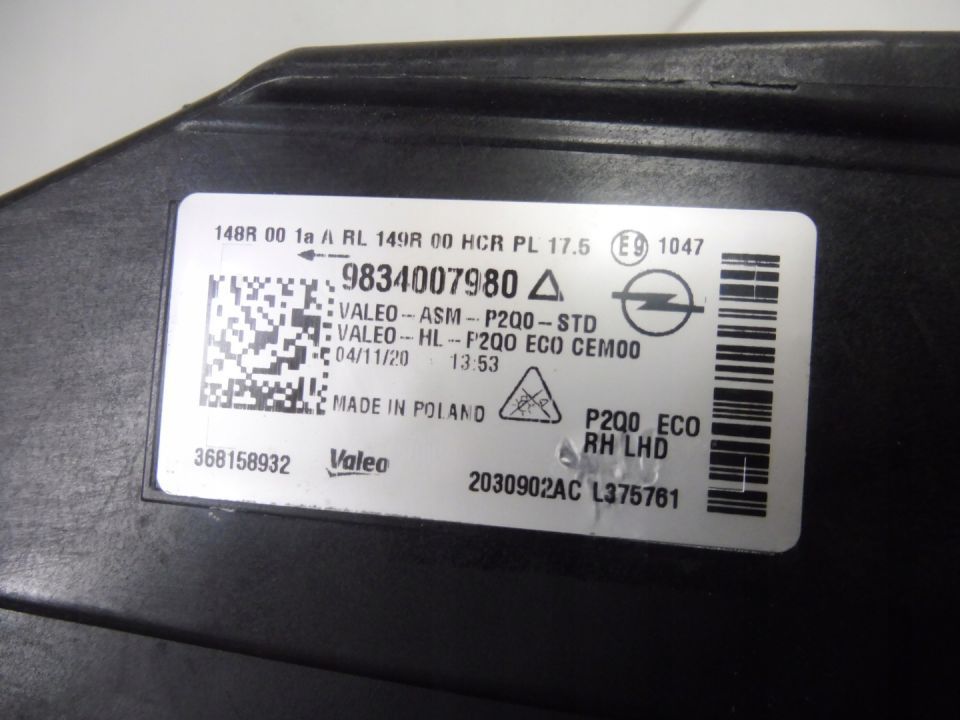 148R 00 1a A RL 149R 00 HCR PL 17.5 E9 1047
9834007980
VALEO-ASM-P2Q0-STD
VALEO-HL-P2Q0 ECO CEM00
04/11/20 13:53
MADE IN POLAND
P2Q0 ECO
RH LHD
368158932 Valeo
2030902AC L375761